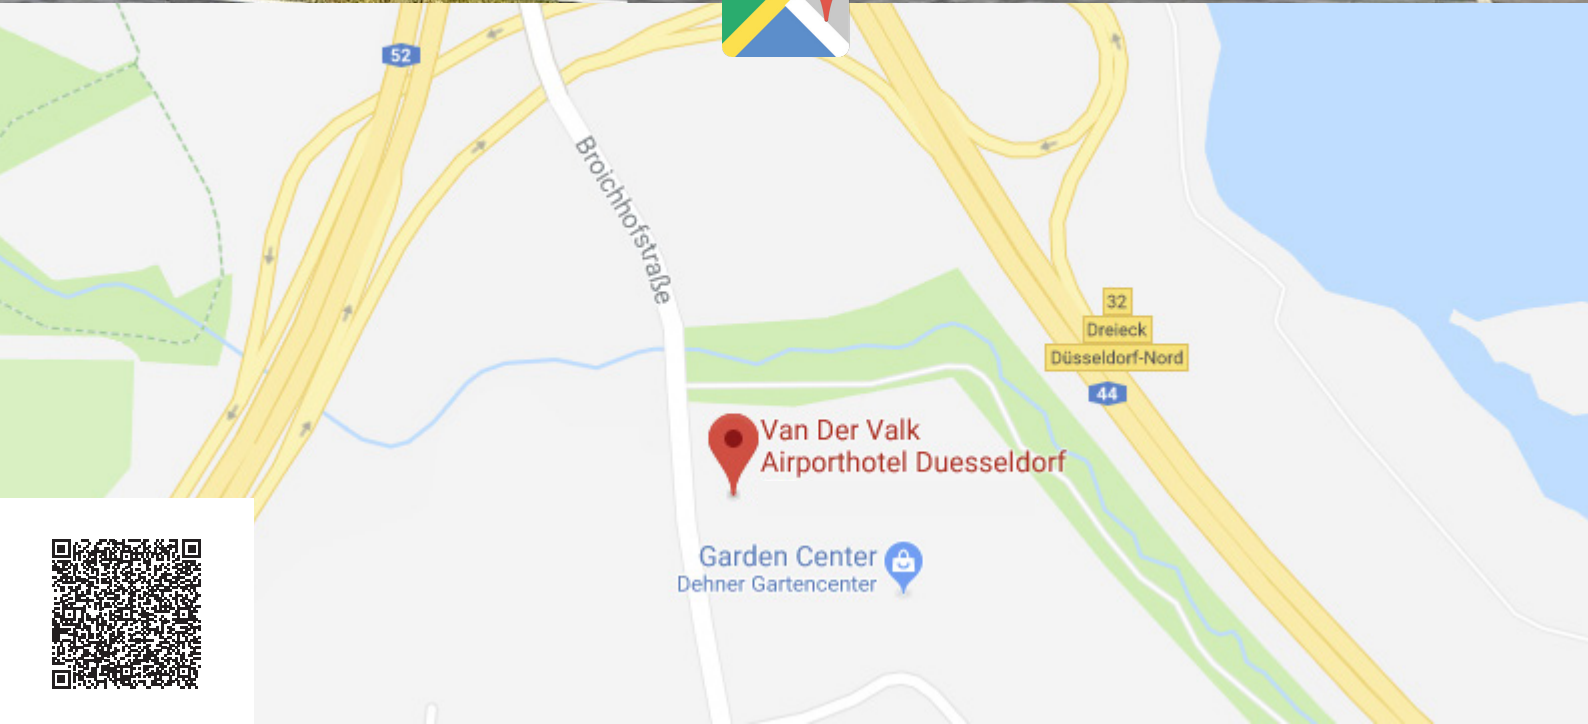 52
Broichhofstraße
32
Dreieck
Düsseldorf-Nord
44
Van Der Valk
Airporthotel Duesseldorf
Garden Center
Dehner Gartencenter